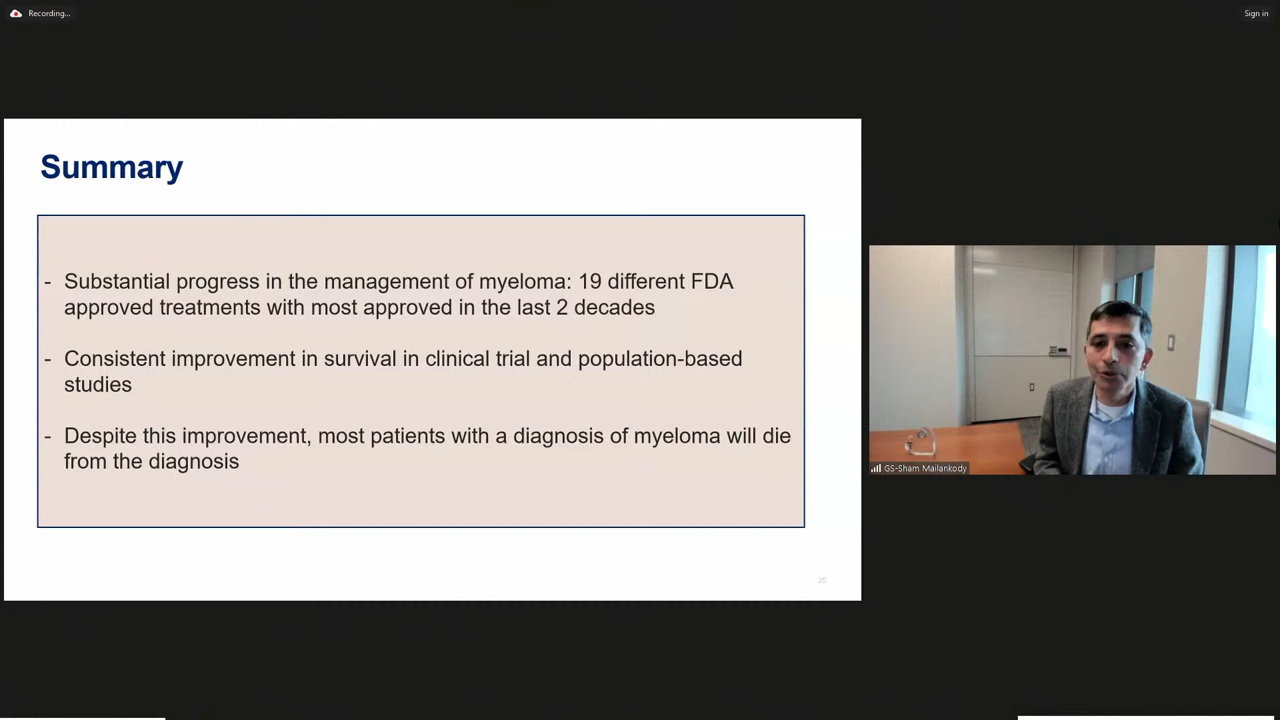 Recording...
Sign in
Summary
- Substantial progress in the management of myeloma: 19 different FDA
approved treatments with most approved in the last 2 decades
- Consistent improvement in survival in clinical trial and population-based
studies
- Despite this improvement, most patients with a diagnosis of myeloma will die
from the diagnosis
25
GS-Sham Mailankody